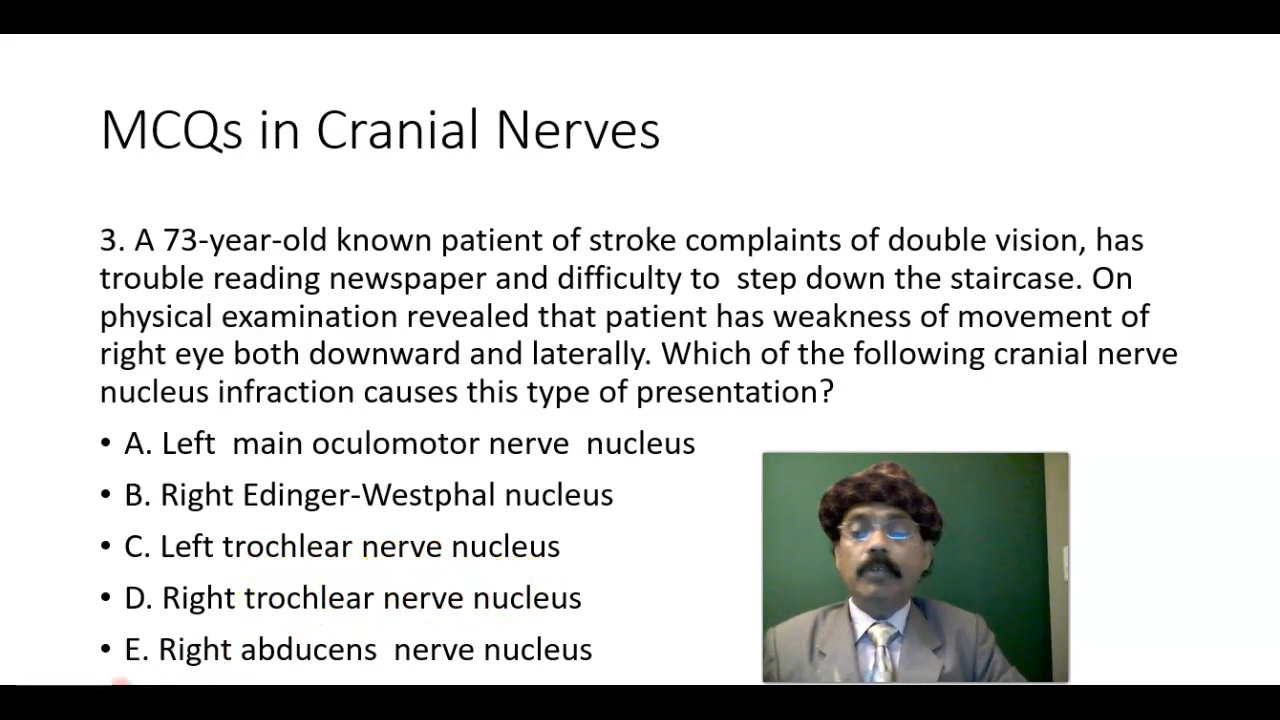 MCQs in Cranial Nerves
3. A 73-year-old known patient of stroke complaints of double vision, has
trouble reading newspaper and difficulty to step down the staircase. On
physical examination revealed that patient has weakness of movement of
right eye both downward and laterally. Which of the following cranial nerve
nucleus infraction causes this type of presentation?
• A. Left main oculomotor nerve nucleus
• B. Right Edinger-Westphal nucleus
• C. Left trochlear nerve nucleus
• D. Right trochlear nerve nucleus
• E. Right abducens nerve nucleus